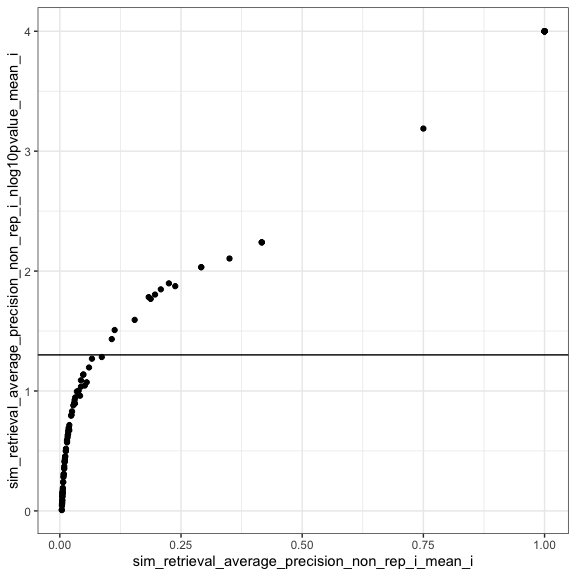 sim_retrieval_average_precision_non_rep_i_nlog10pvalue_mean_i
4
3
2
1
0
0.00 0.25 0.50 0.75 1.00
sim_retrieval_average_precision_non_rep_i_mean_i